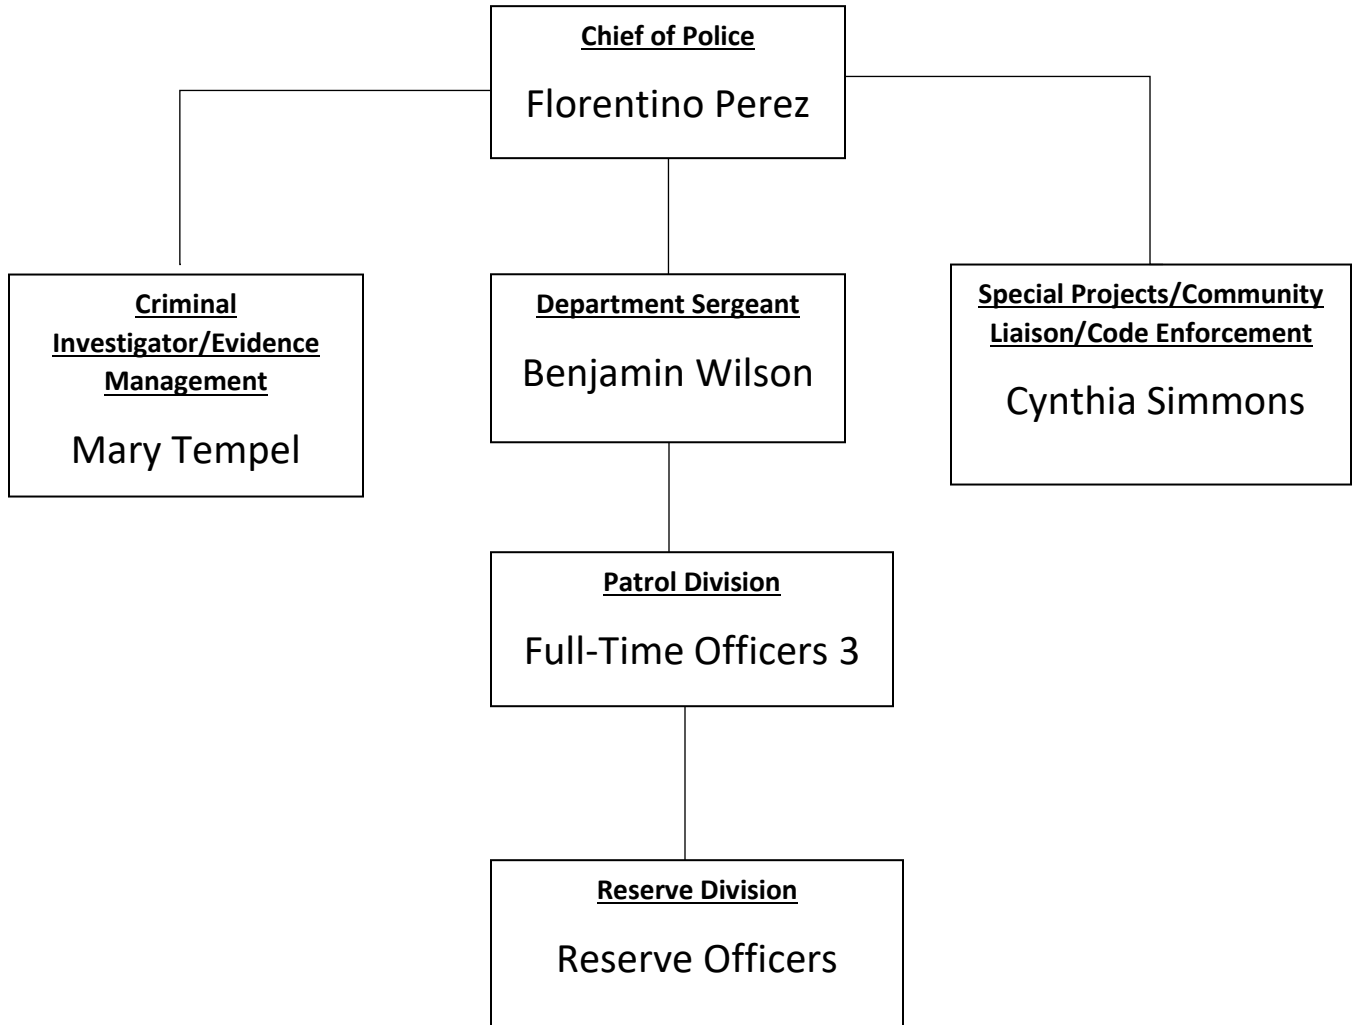 Chief of Police
Florentino Perez
Criminal
Investigator/Evidence
Management
Mary Tempel
Department Sergeant
Benjamin Wilson
Special Projects/Community
Liaison/Code Enforcement
Cynthia Simmons
Patrol Division
Full-Time Officers 3
Reserve Division
Reserve Officers